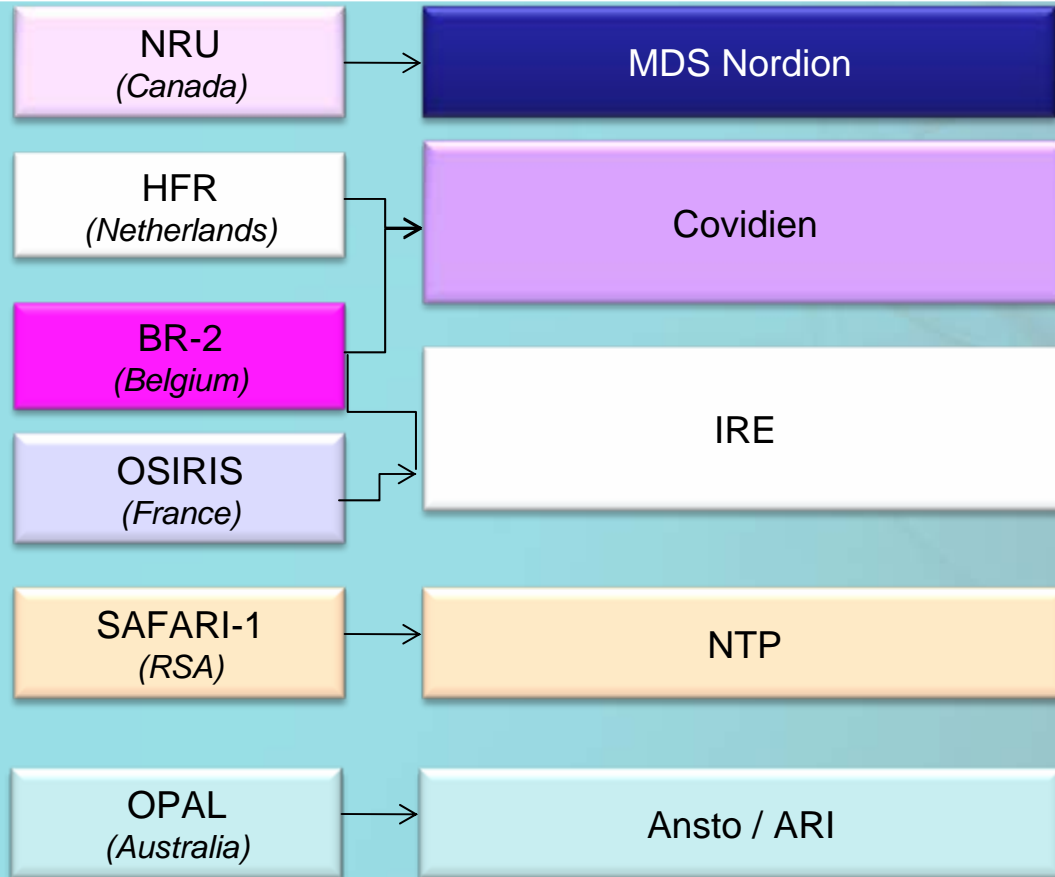 NRU
(Canada)
MDS Nordion
HFR
(Netherlands)
Covidien
BR-2
(Belgium)
IRE
OSIRIS
(France)
SAFARI-1
(RSA)
NTP
OPAL
(Australia)
Ansto / ARI